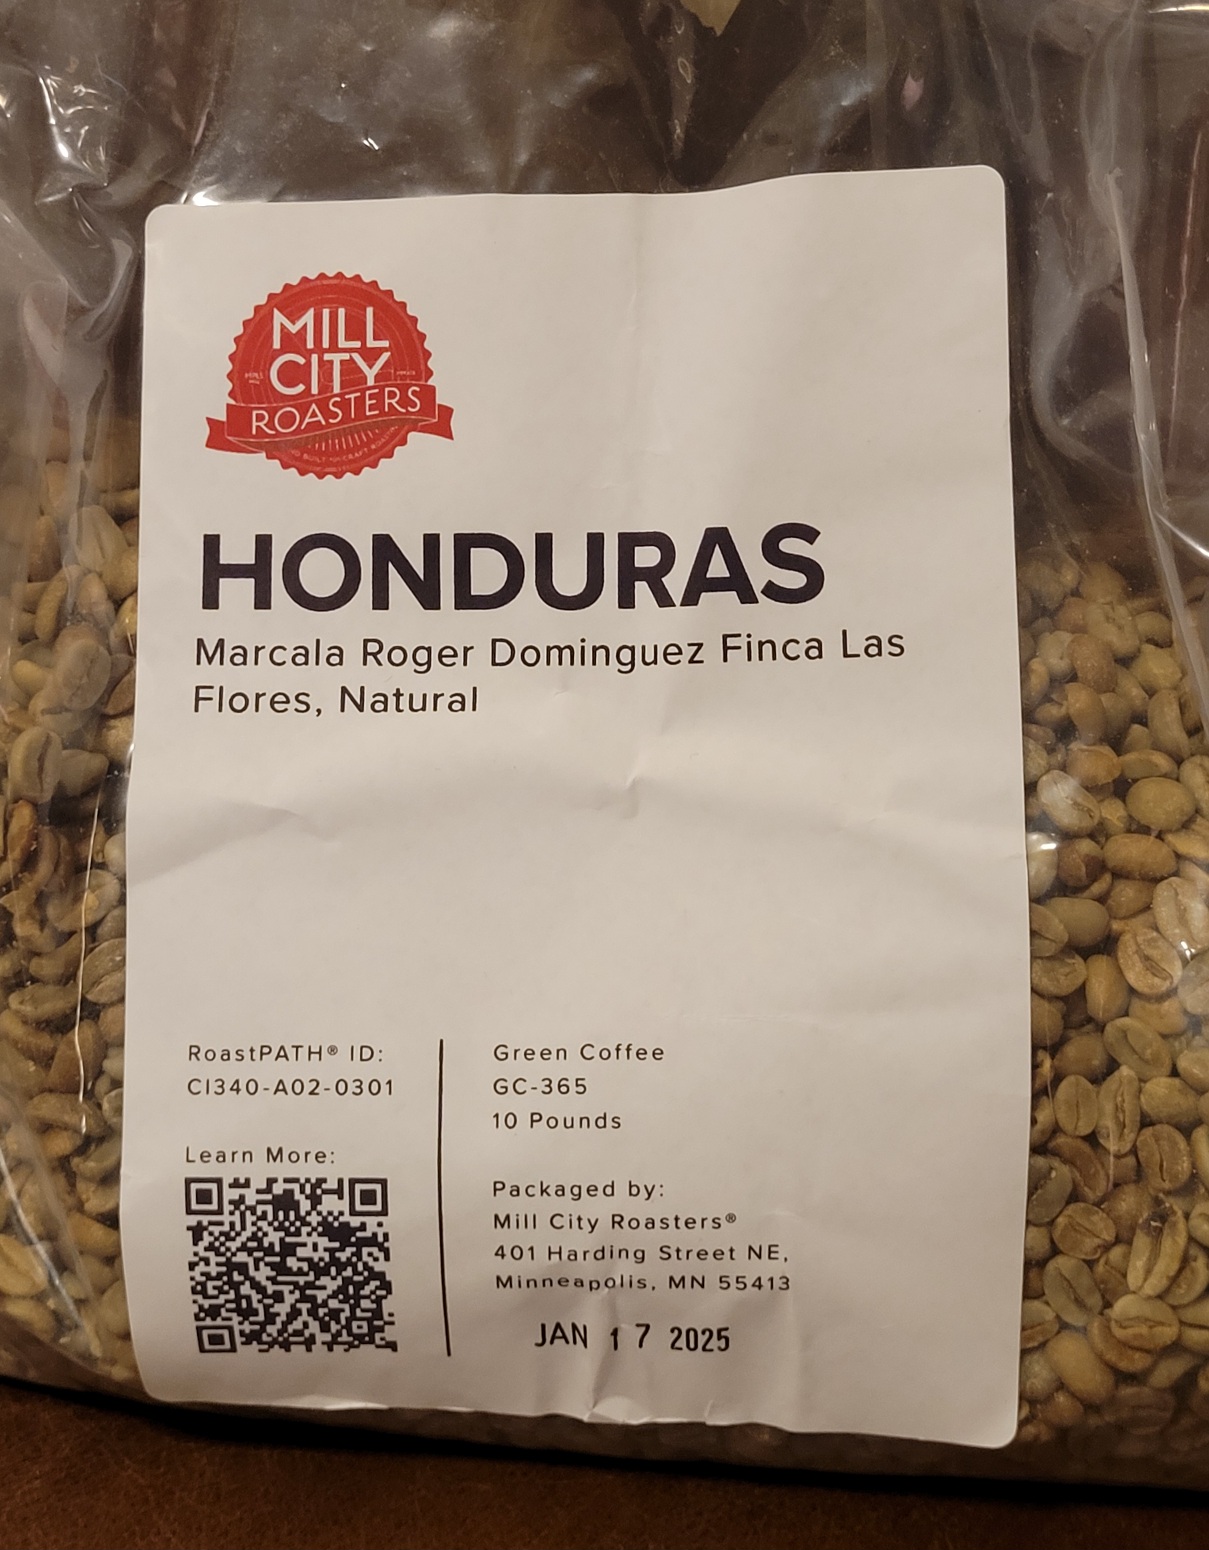 MILL
CITY
ROASTERS
HONDURAS
Marcala Roger Dominguez Finca Las
Flores, Natural
RoastPATH® ID:
CI340-A02-0301
Learn More:
Green Coffee
GC-365
10 Pounds
Packaged by:
Mill City Roasters®
401 Harding Street NE,
Minneapolis, MN 55413
JAN 17 2025